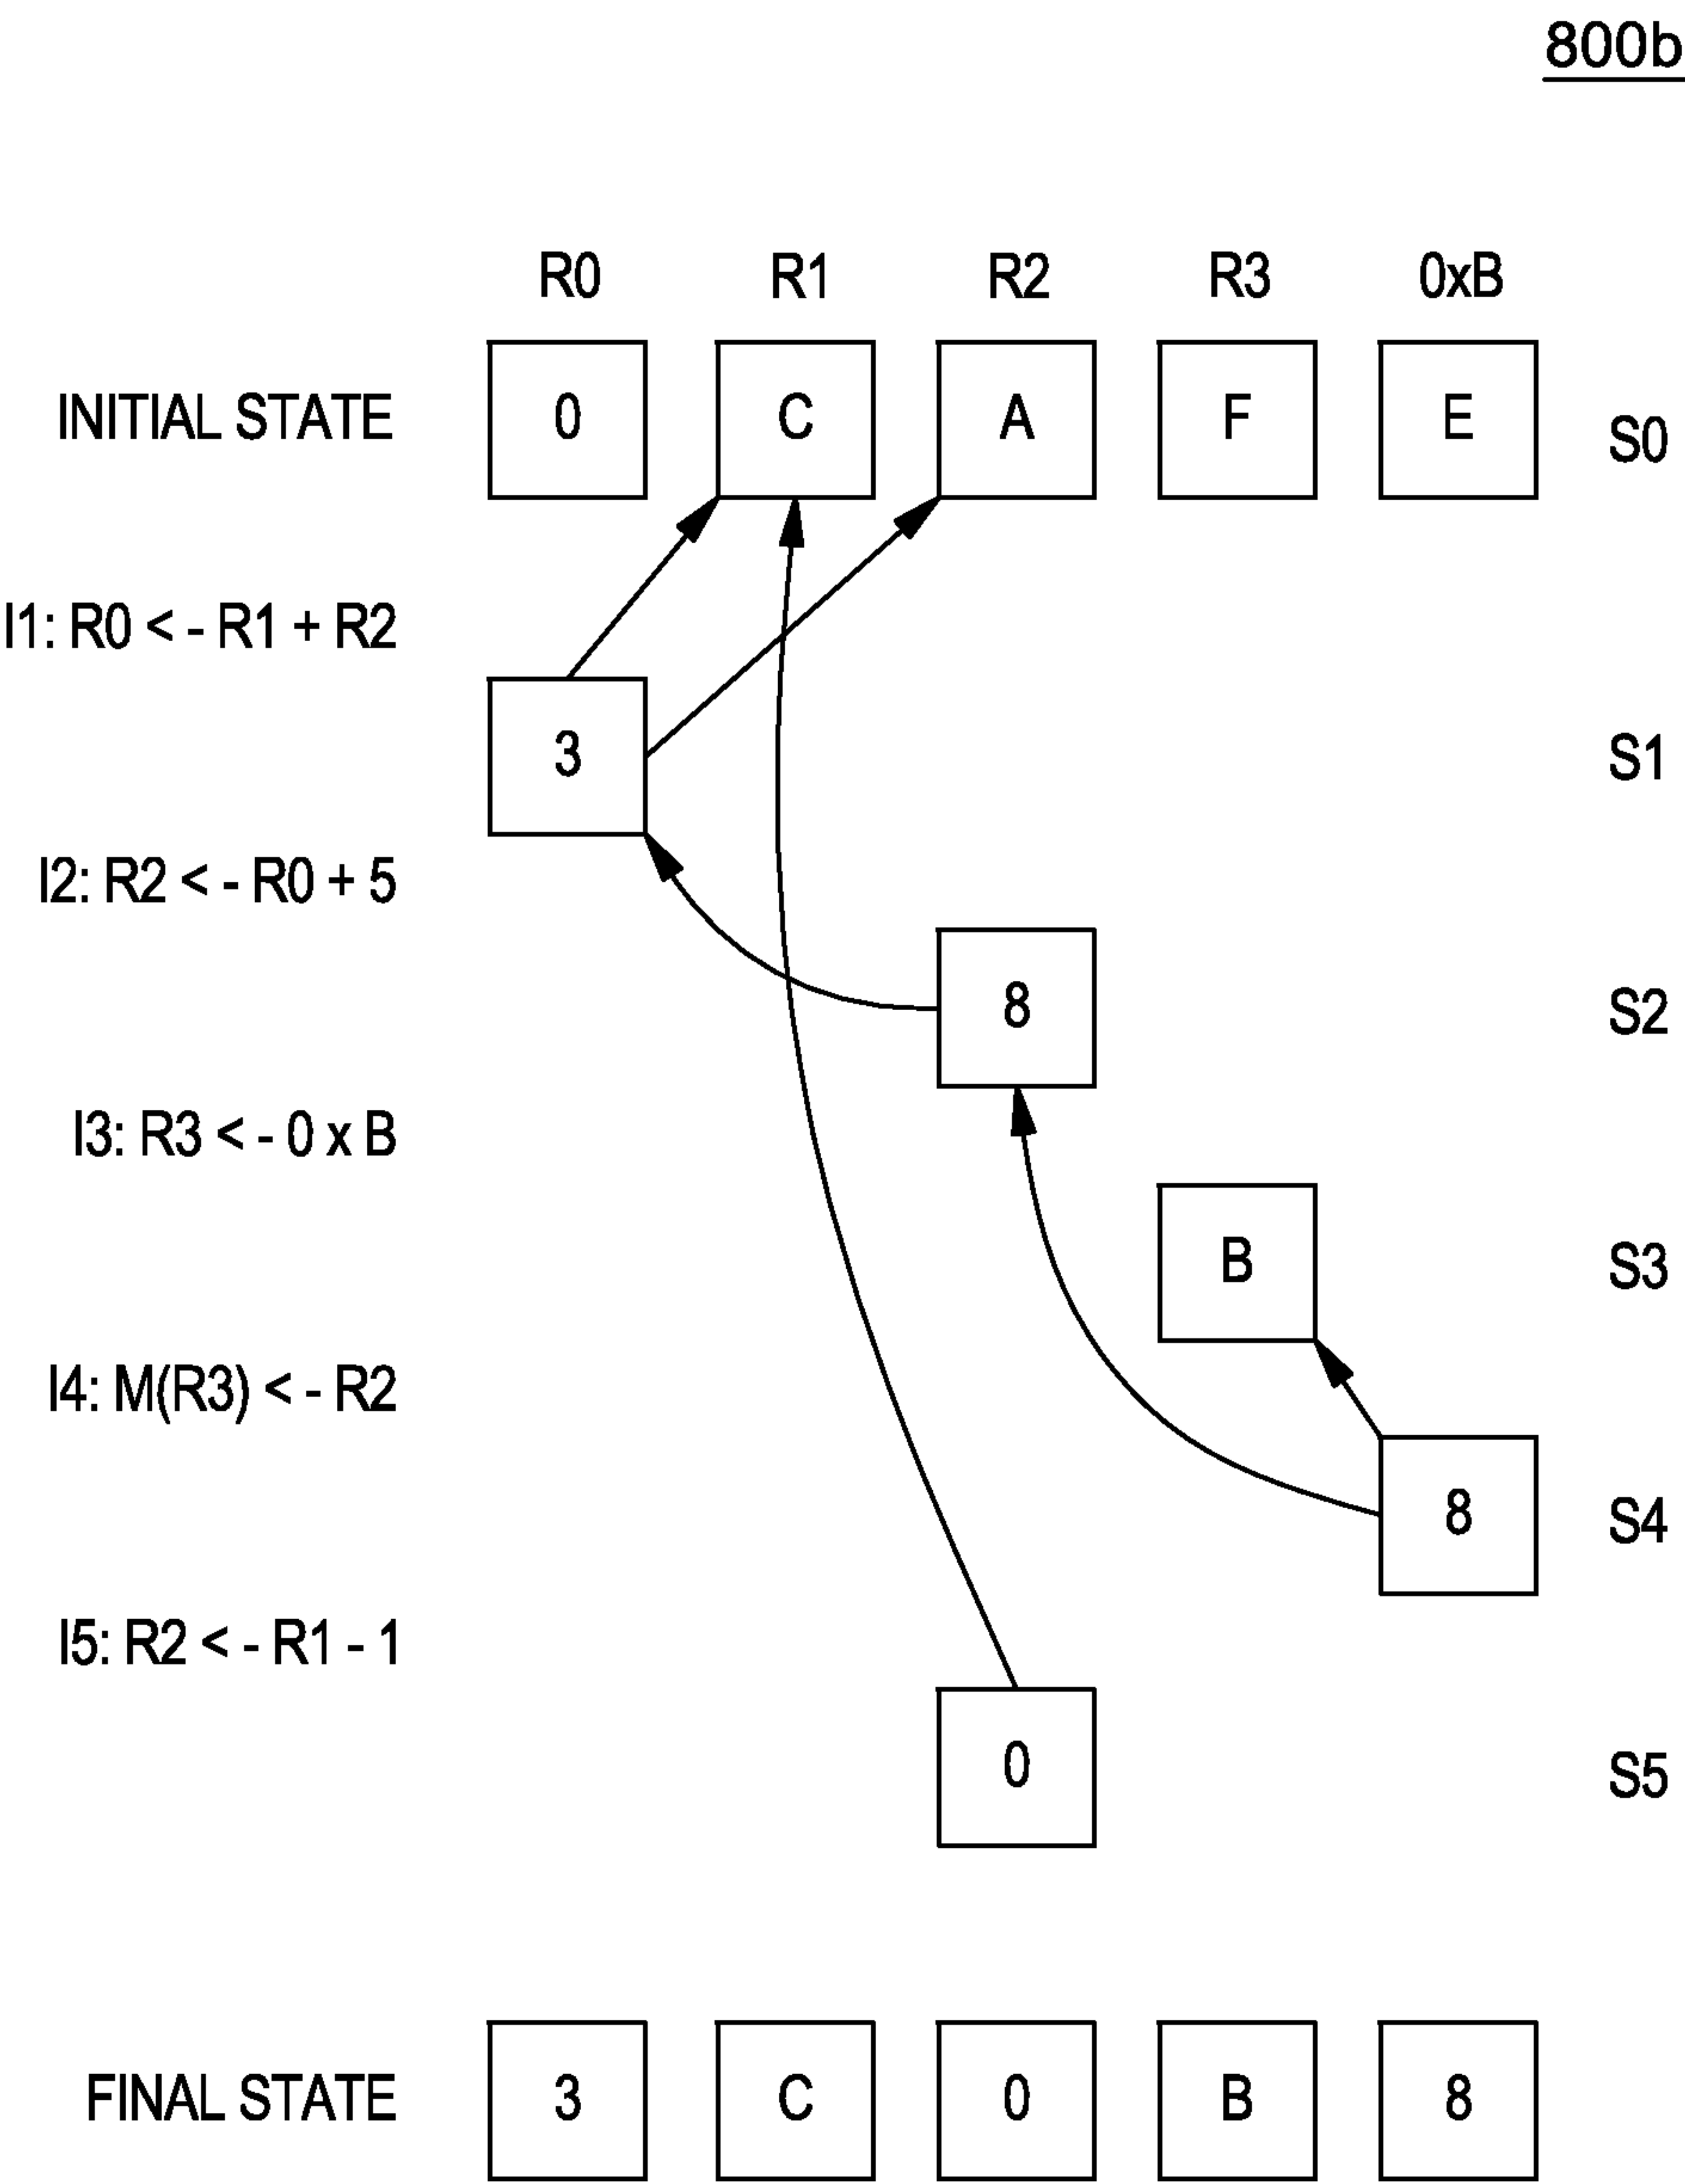 800b
R0 R1 R2 R3 0xB
INITIAL STATE 0 C A F E S0
I1: R0 < - R1 + R2
3 S1
I2: R2 < - R0 + 5
8 S2
I3: R3 < - 0 x B
B S3
I4: M(R3) < - R2
8 S4
I5: R2 < - R1 - 1
0 S5
FINAL STATE 3 C 0 B 8